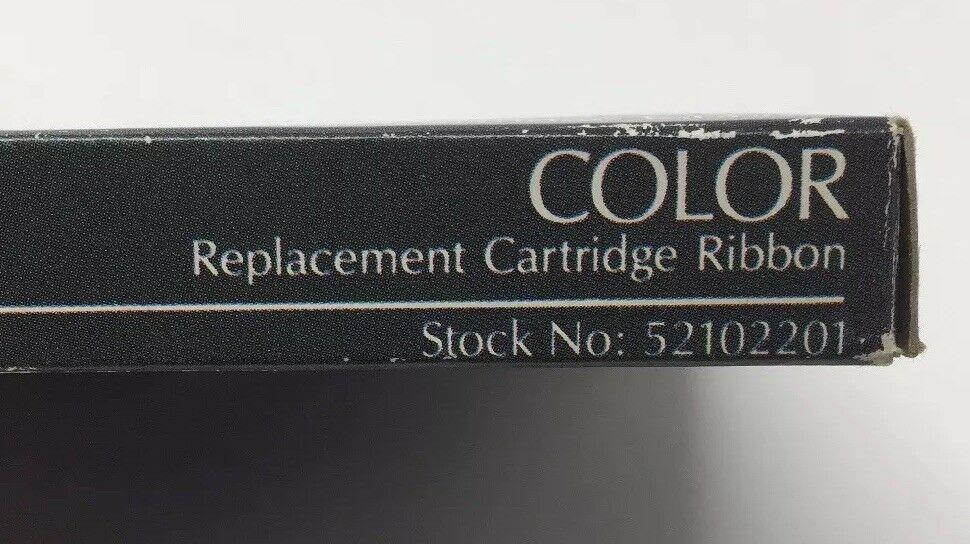 COLOR
Replacement Cartridge Ribbon
Stock No: 52102201